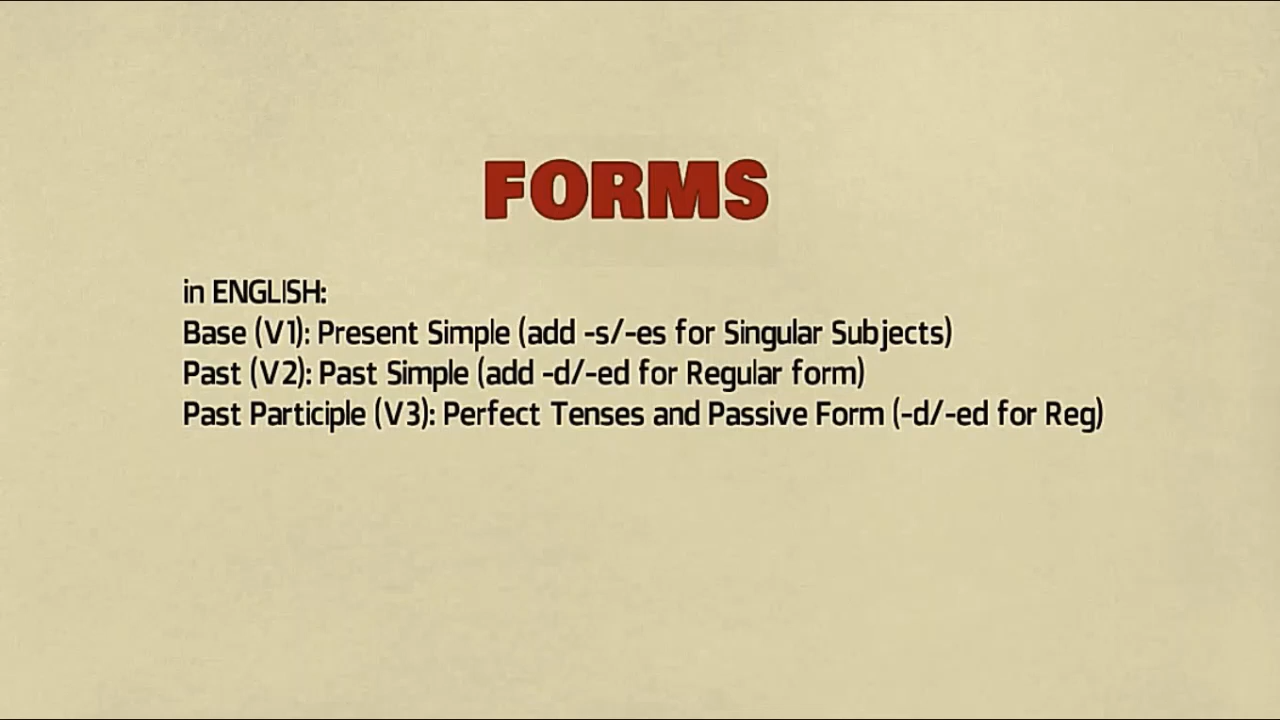 FORMS
in ENGLISH:
Base (V1): Present Simple (add -s/-es for Singular Subjects)
Past (V2): Past Simple (add -d/-ed for Regular form)
Past Participle (V3): Perfect Tenses and Passive Form (-d/-ed for Reg)